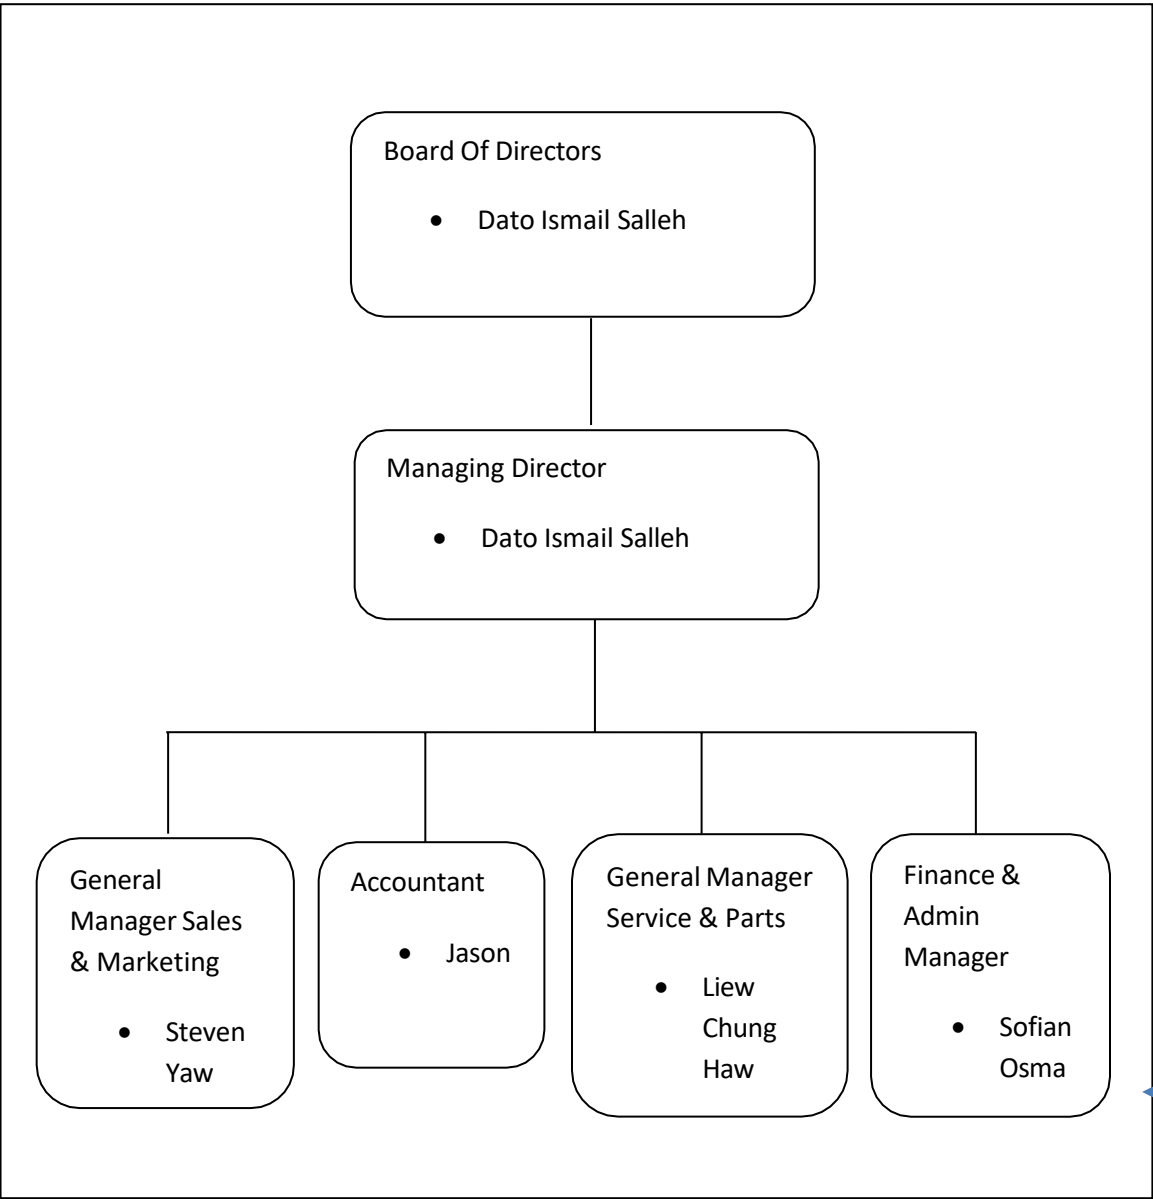 Board Of Directors
• Dato Ismail Salleh
Managing Director
• Dato Ismail Salleh
General
Manager Sales
& Marketing
• Steven
Yaw
Accountant
• Jason
General Manager
Service & Parts
• Liew
Chung
Haw
Finance &
Admin
Manager
• Sofian
Osma